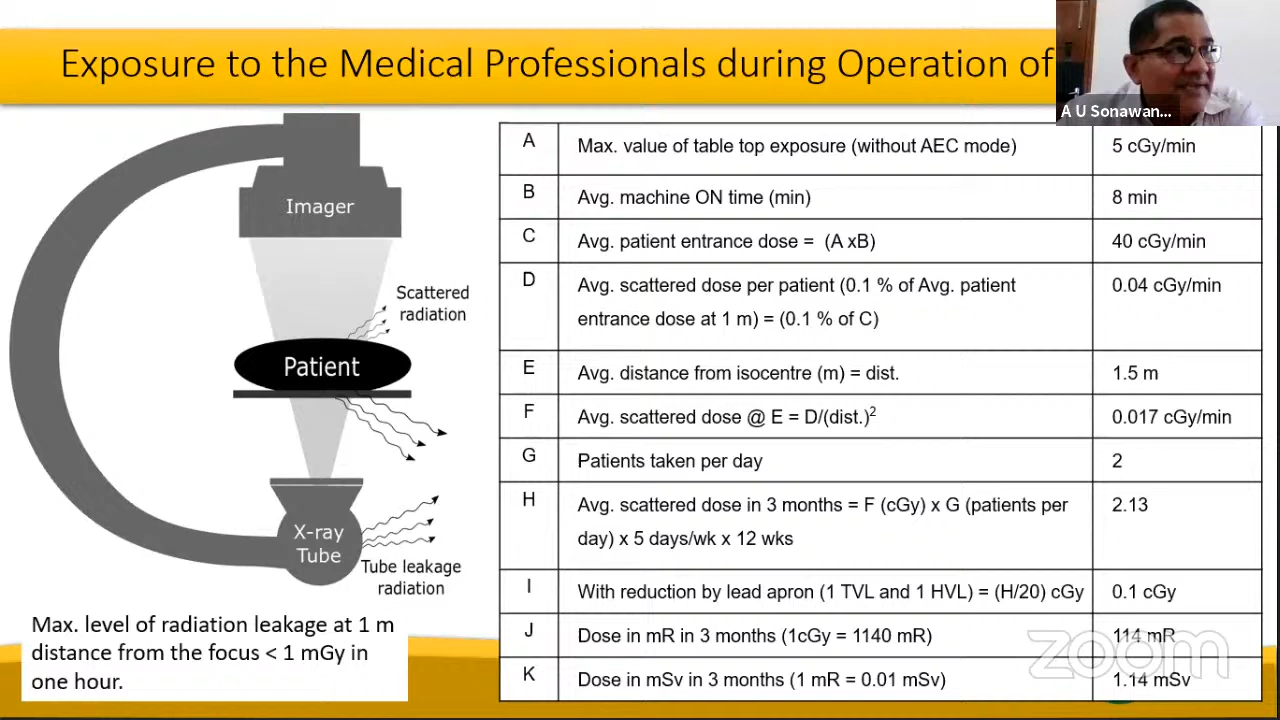 Exposure to the Medical Professionals during Operation of
A U Sonawan...
Imager
Scattered
radiation
Patient
X-ray
Tube
Tube leakage
radiation
Max. level of radiation leakage at 1 m
distance from the focus < 1 mGy in
one hour.
A Max. value of table top exposure (without AEC mode) 5 cGy/min
B Avg. machine ON time (min) 8 min
C Avg. patient entrance dose = (A xB) 40 cGy/min
D Avg. scattered dose per patient (0.1 % of Avg. patient 0.04 cGy/min
entrance dose at 1 m) = (0.1 % of C)
E Avg. distance from isocentre (m) = dist. 1.5 m
F Avg. scattered dose @ E = D/(dist.)² 0.017 cGy/min
G Patients taken per day 2
H Avg. scattered dose in 3 months = F (cGy) x G (patients per 2.13
day) x 5 days/wk x 12 wks
I With reduction by lead apron (1 TVL and 1 HVL) = (H/20) cGy 0.1 cGy
J Dose in mR in 3 months (1cGy = 1140 mR) 114 mR
K Dose in mSv in 3 months (1 mR = 0.01 mSv) 1.14 mSv
zoom